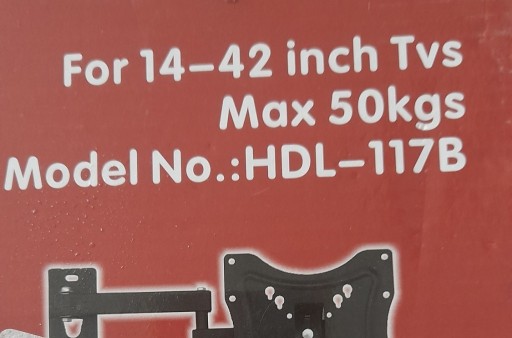 For 14-42 inch Tvs
Max 50kgs
Model No.:HDL-117B